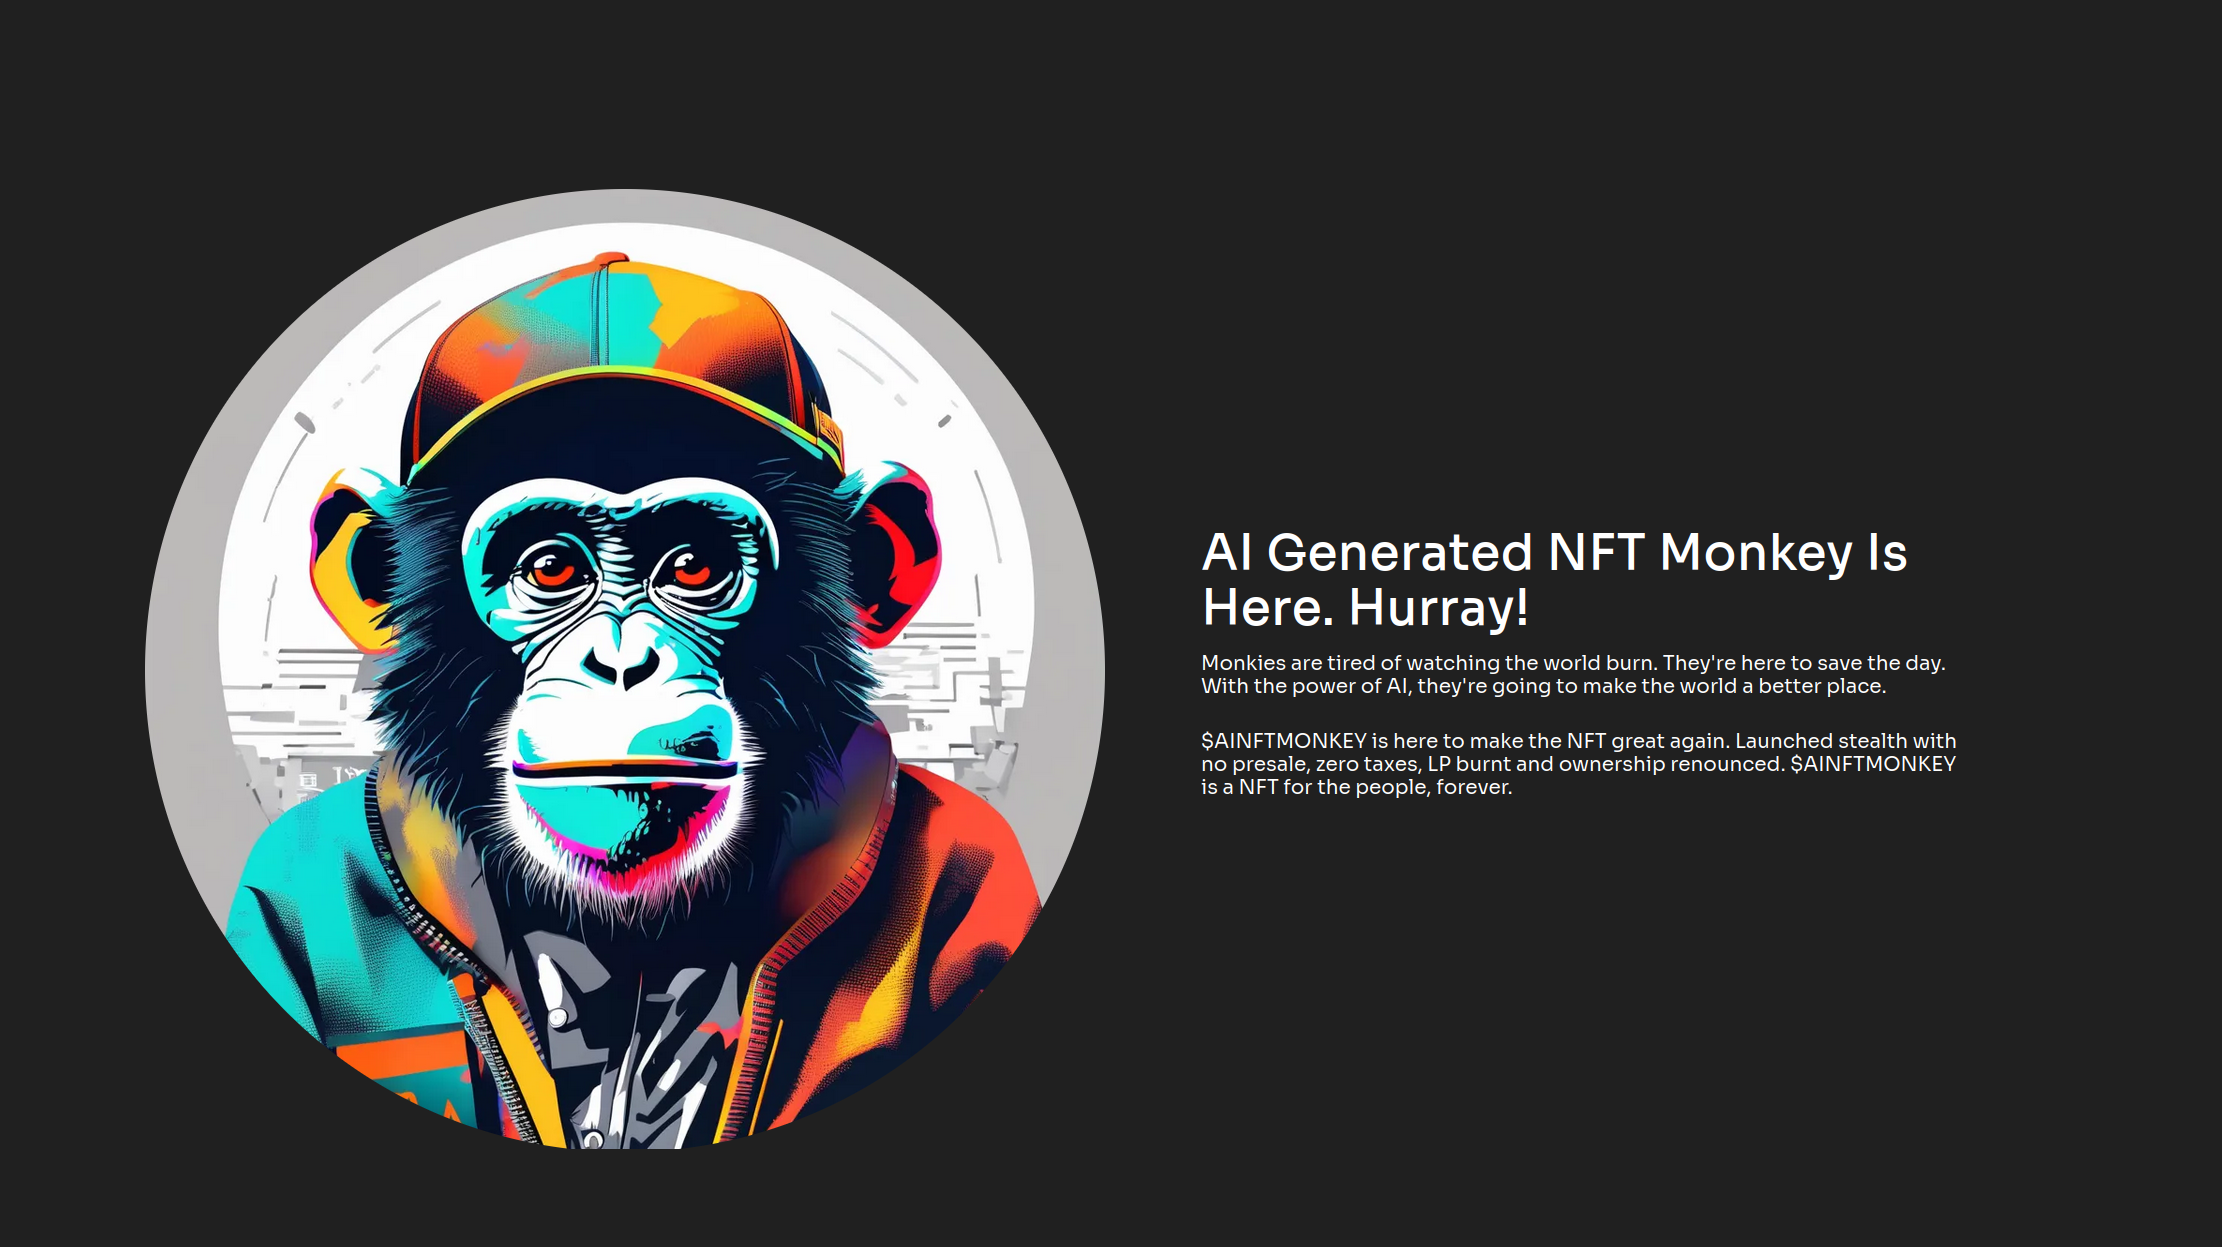 AI Generated NFT Monkey Is
Here. Hurray!
Monkies are tired of watching the world burn. They're here to save the day.
With the power of AI, they're going to make the world a better place.
$AINFTMONKEY is here to make the NFT great again. Launched stealth with
no presale, zero taxes, LP burnt and ownership renounced. $AINFTMONKEY
is a NFT for the people, forever.